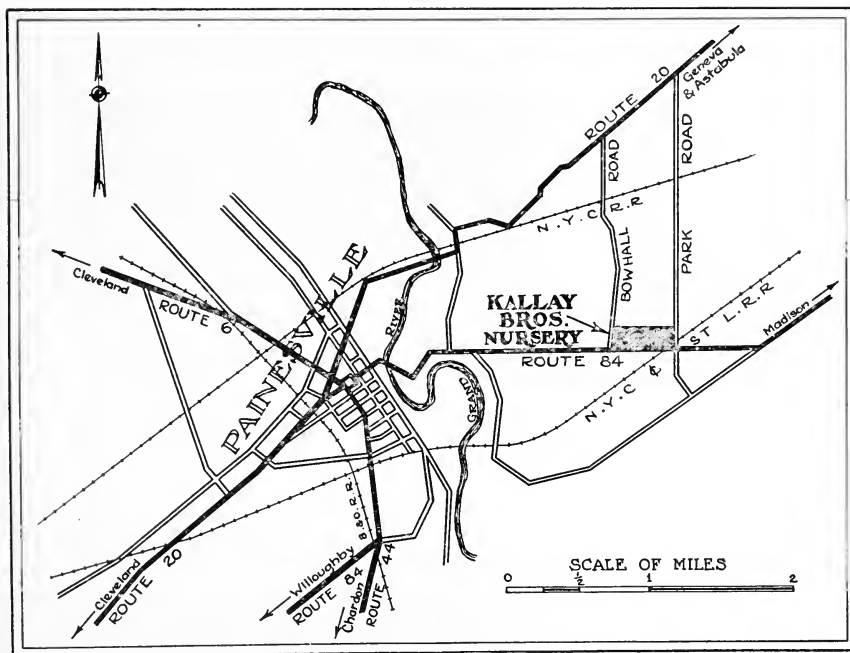 ROUTE 20
Geneva
& Astabula
ROAD
ROAD
N.Y.C R.R
BOWHALL
PARK
Cleveland
ROUTE 6
PAINESVILLE
RIVER
KALLAY
BROS.
NURSERY
ST L.R.R
Madison
ROUTE 84
N.Y.C &
GRAND
B.&O.R.R.
Cleveland
ROUTE 20
Willoughby
ROUTE 84
Chardon
ROUTE 44
SCALE OF MILES
0 1/2 1 2